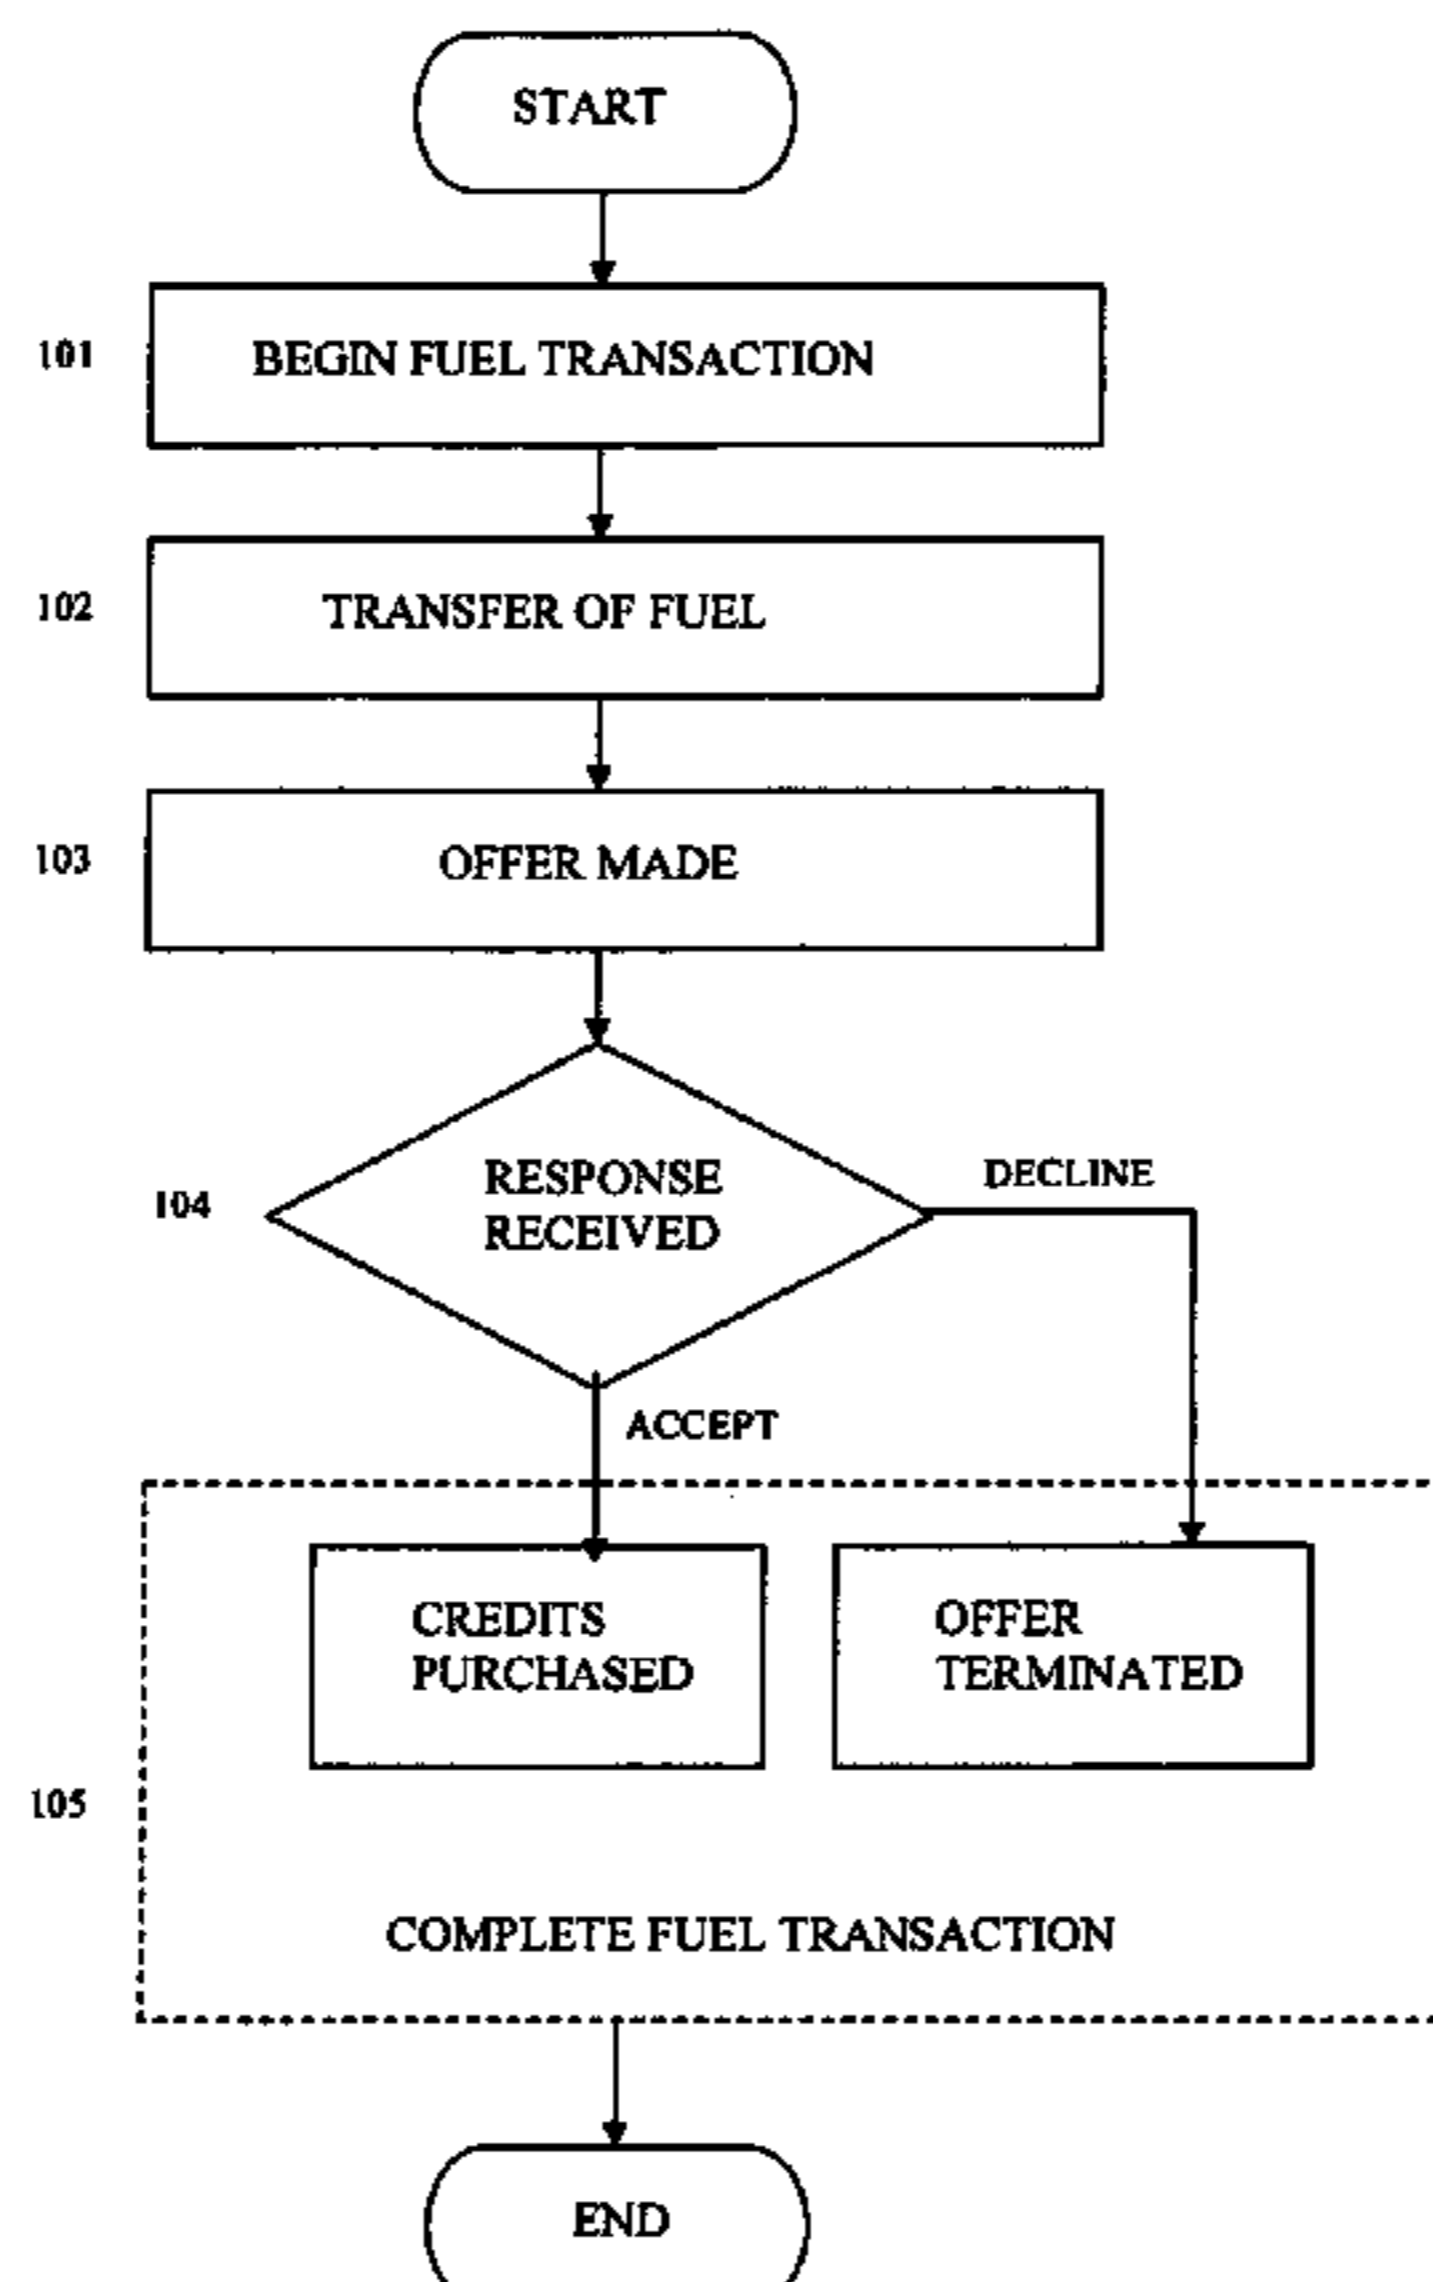 START
101
BEGIN FUEL TRANSACTION
102
TRANSFER OF FUEL
103
OFFER MADE
104
RESPONSE
RECEIVED
DECLINE
ACCEPT
CREDITS
PURCHASED
OFFER
TERMINATED
105
COMPLETE FUEL TRANSACTION
END